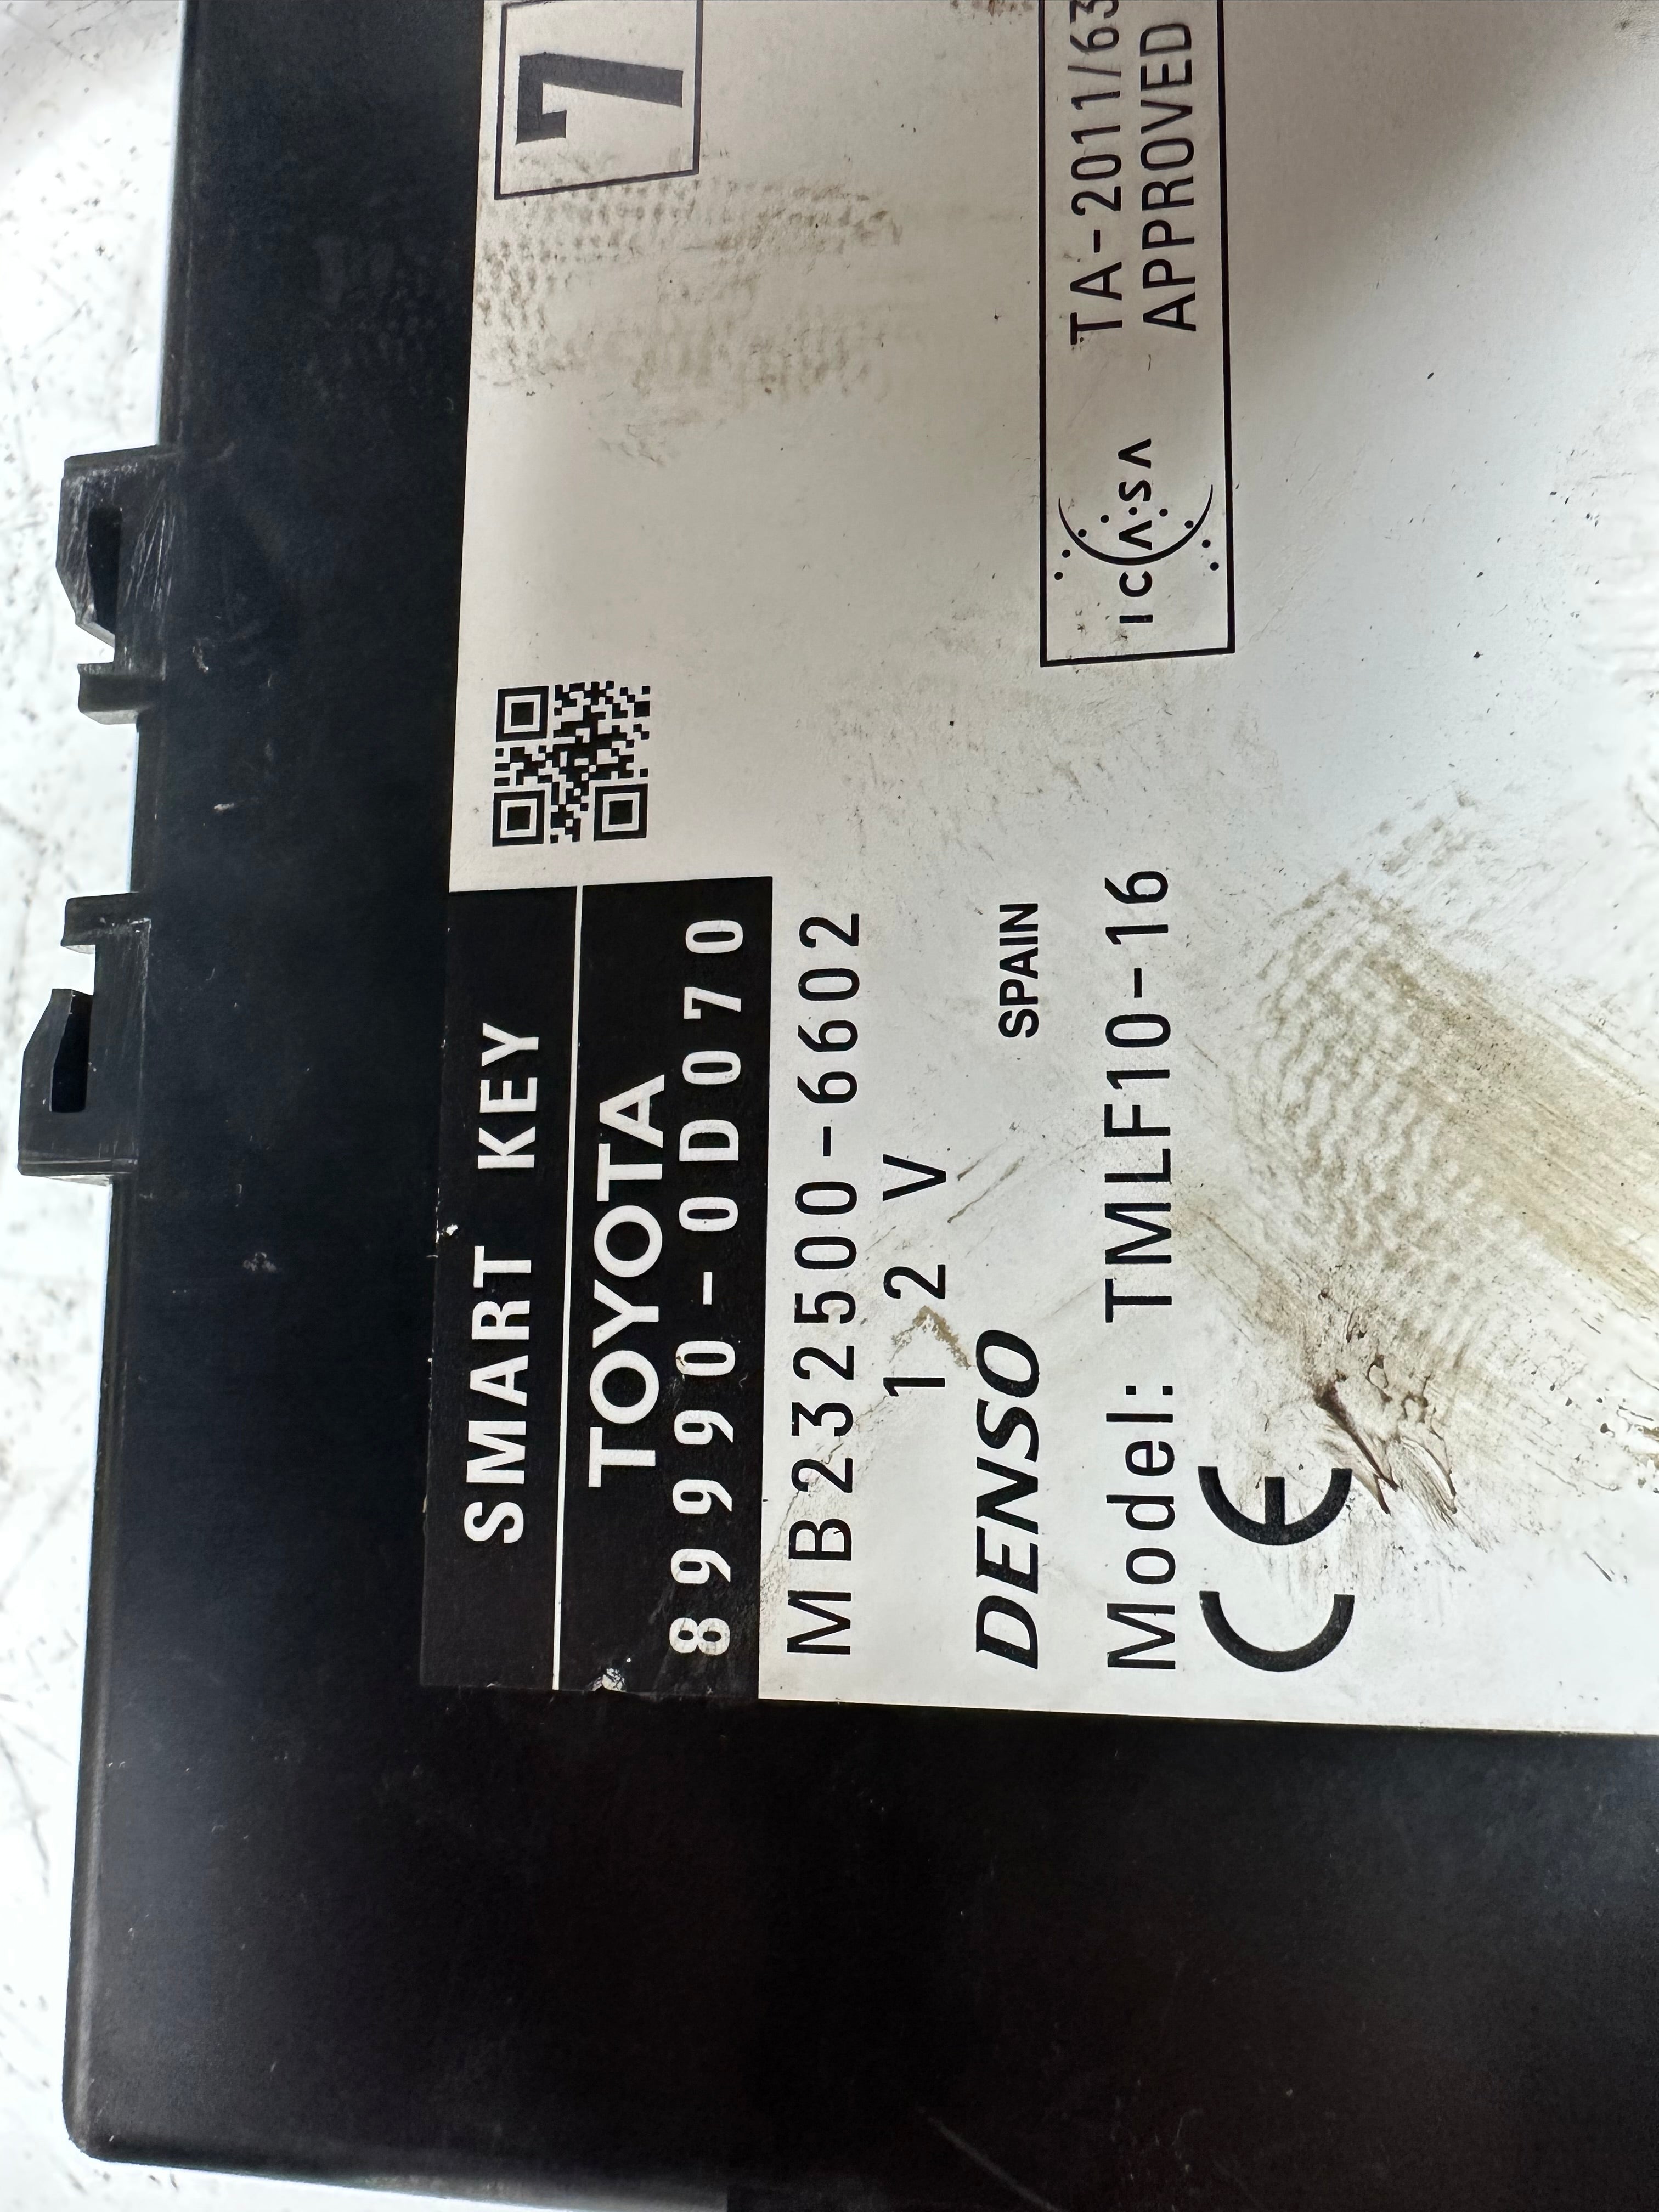 SMART KEY
TOYOTA
89990-0D070
MB232500-6602
12V
DENSO SPAIN
Model: TMLF10-16
CE
7
ICASA
TA-2011/63
APPROVED